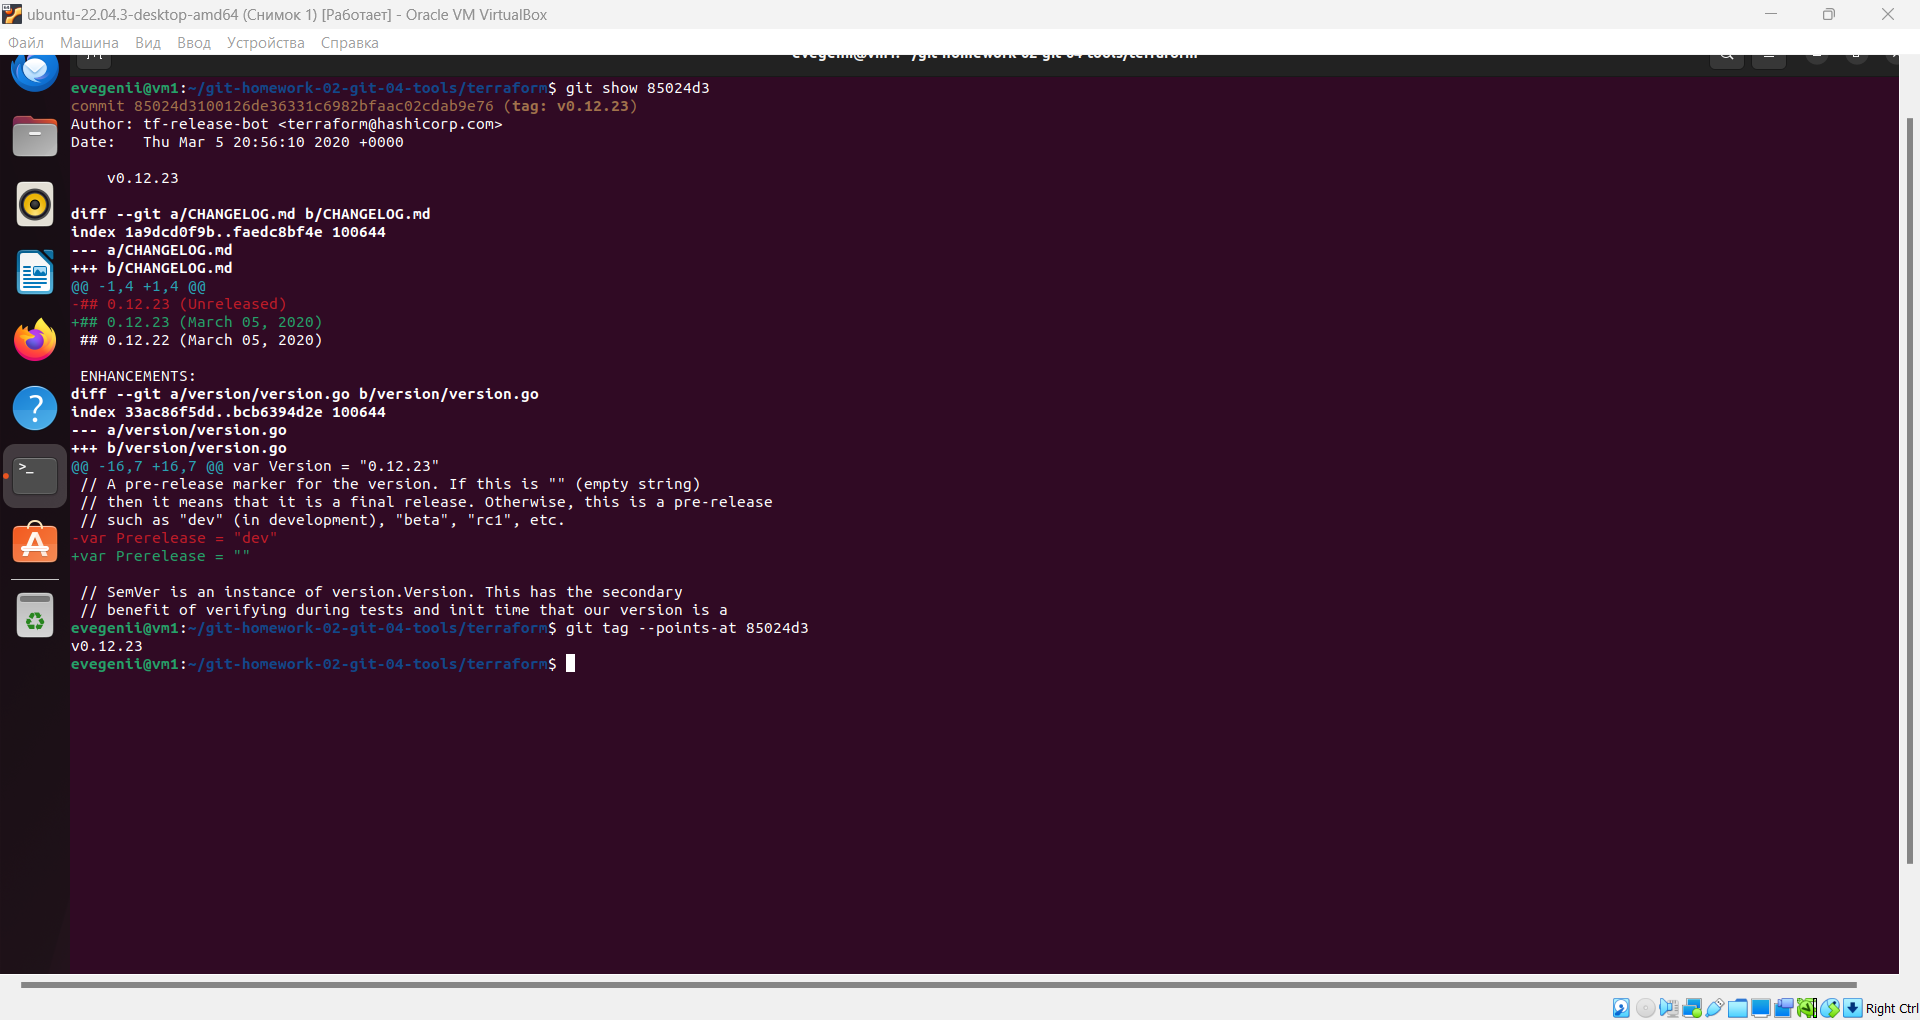 ubuntu-22.04.3-desktop-amd64 (Снимок 1) [Работает] - Oracle VM VirtualBox
Файл Машина Вид Ввод Устройства Справка
evegenii@vm1: ~/git-homework-02-git-04-tools/terraform
evegenii@vm1:~/git-homework-02-git-04-tools/terraform$ git show 85024d3
commit 85024d3100126de36331c6982bfaac02cdab9e76 (tag: v0.12.23)
Author: tf-release-bot <terraform@hashicorp.com>
Date:   Thu Mar 5 20:56:10 2020 +0000
v0.12.23
diff --git a/CHANGELOG.md b/CHANGELOG.md
index 1a9dcd0f9b..faedc8bf4e 100644
--- a/CHANGELOG.md
+++ b/CHANGELOG.md
@@ -1,4 +1,4 @@
-## 0.12.23 (Unreleased)
+## 0.12.23 (March 05, 2020)
## 0.12.22 (March 05, 2020)
ENHANCEMENTS:
diff --git a/version/version.go b/version/version.go
index 33ac86f5dd..bcb6394d2e 100644
--- a/version/version.go
+++ b/version/version.go
@@ -16,7 +16,7 @@ var Version = "0.12.23"
// A pre-release marker for the version. If this is "" (empty string)
// then it means that it is a final release. Otherwise, this is a pre-release
// such as "dev" (in development), "beta", "rc1", etc.
-var Prerelease = "dev"
+var Prerelease = ""
// SemVer is an instance of version.Version. This has the secondary
// benefit of verifying during tests and init time that our version is a
evegenii@vm1:~/git-homework-02-git-04-tools/terraform$ git tag --points-at 85024d3
v0.12.23
evegenii@vm1:~/git-homework-02-git-04-tools/terraform$
Right Ctrl